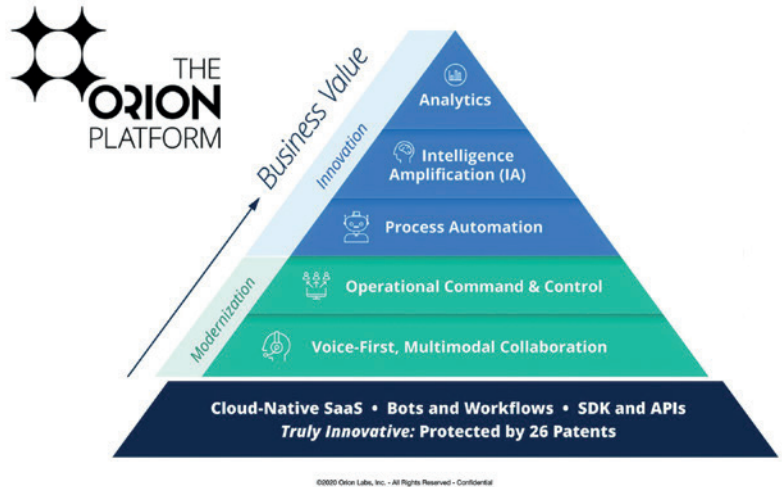 THE
ORION
PLATFORM
Business Value
Innovation
Modernization
Analytics
Intelligence
Amplification (IA)
Process Automation
Operational Command & Control
Voice-First, Multimodal Collaboration
Cloud-Native SaaS • Bots and Workflows • SDK and APIs
Truly Innovative: Protected by 26 Patents
©2020 Orion Labs, Inc. - All Rights Reserved - Confidential